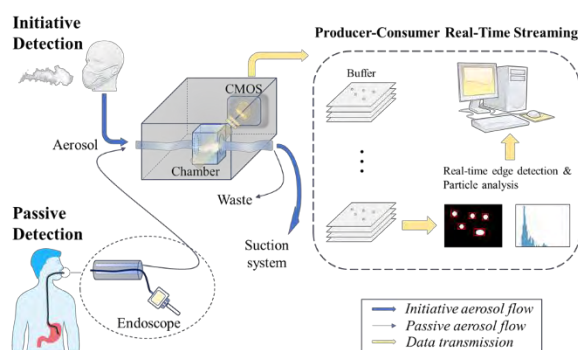 Initiative
Detection
Producer-Consumer Real-Time Streaming
CMOS
Buffer
Aerosol
Chamber
Waste
Real-time edge detection &
Particle analysis
Passive
Detection
Suction
system
Endoscope
Initiative aerosol flow
Passive aerosol flow
Data transmission